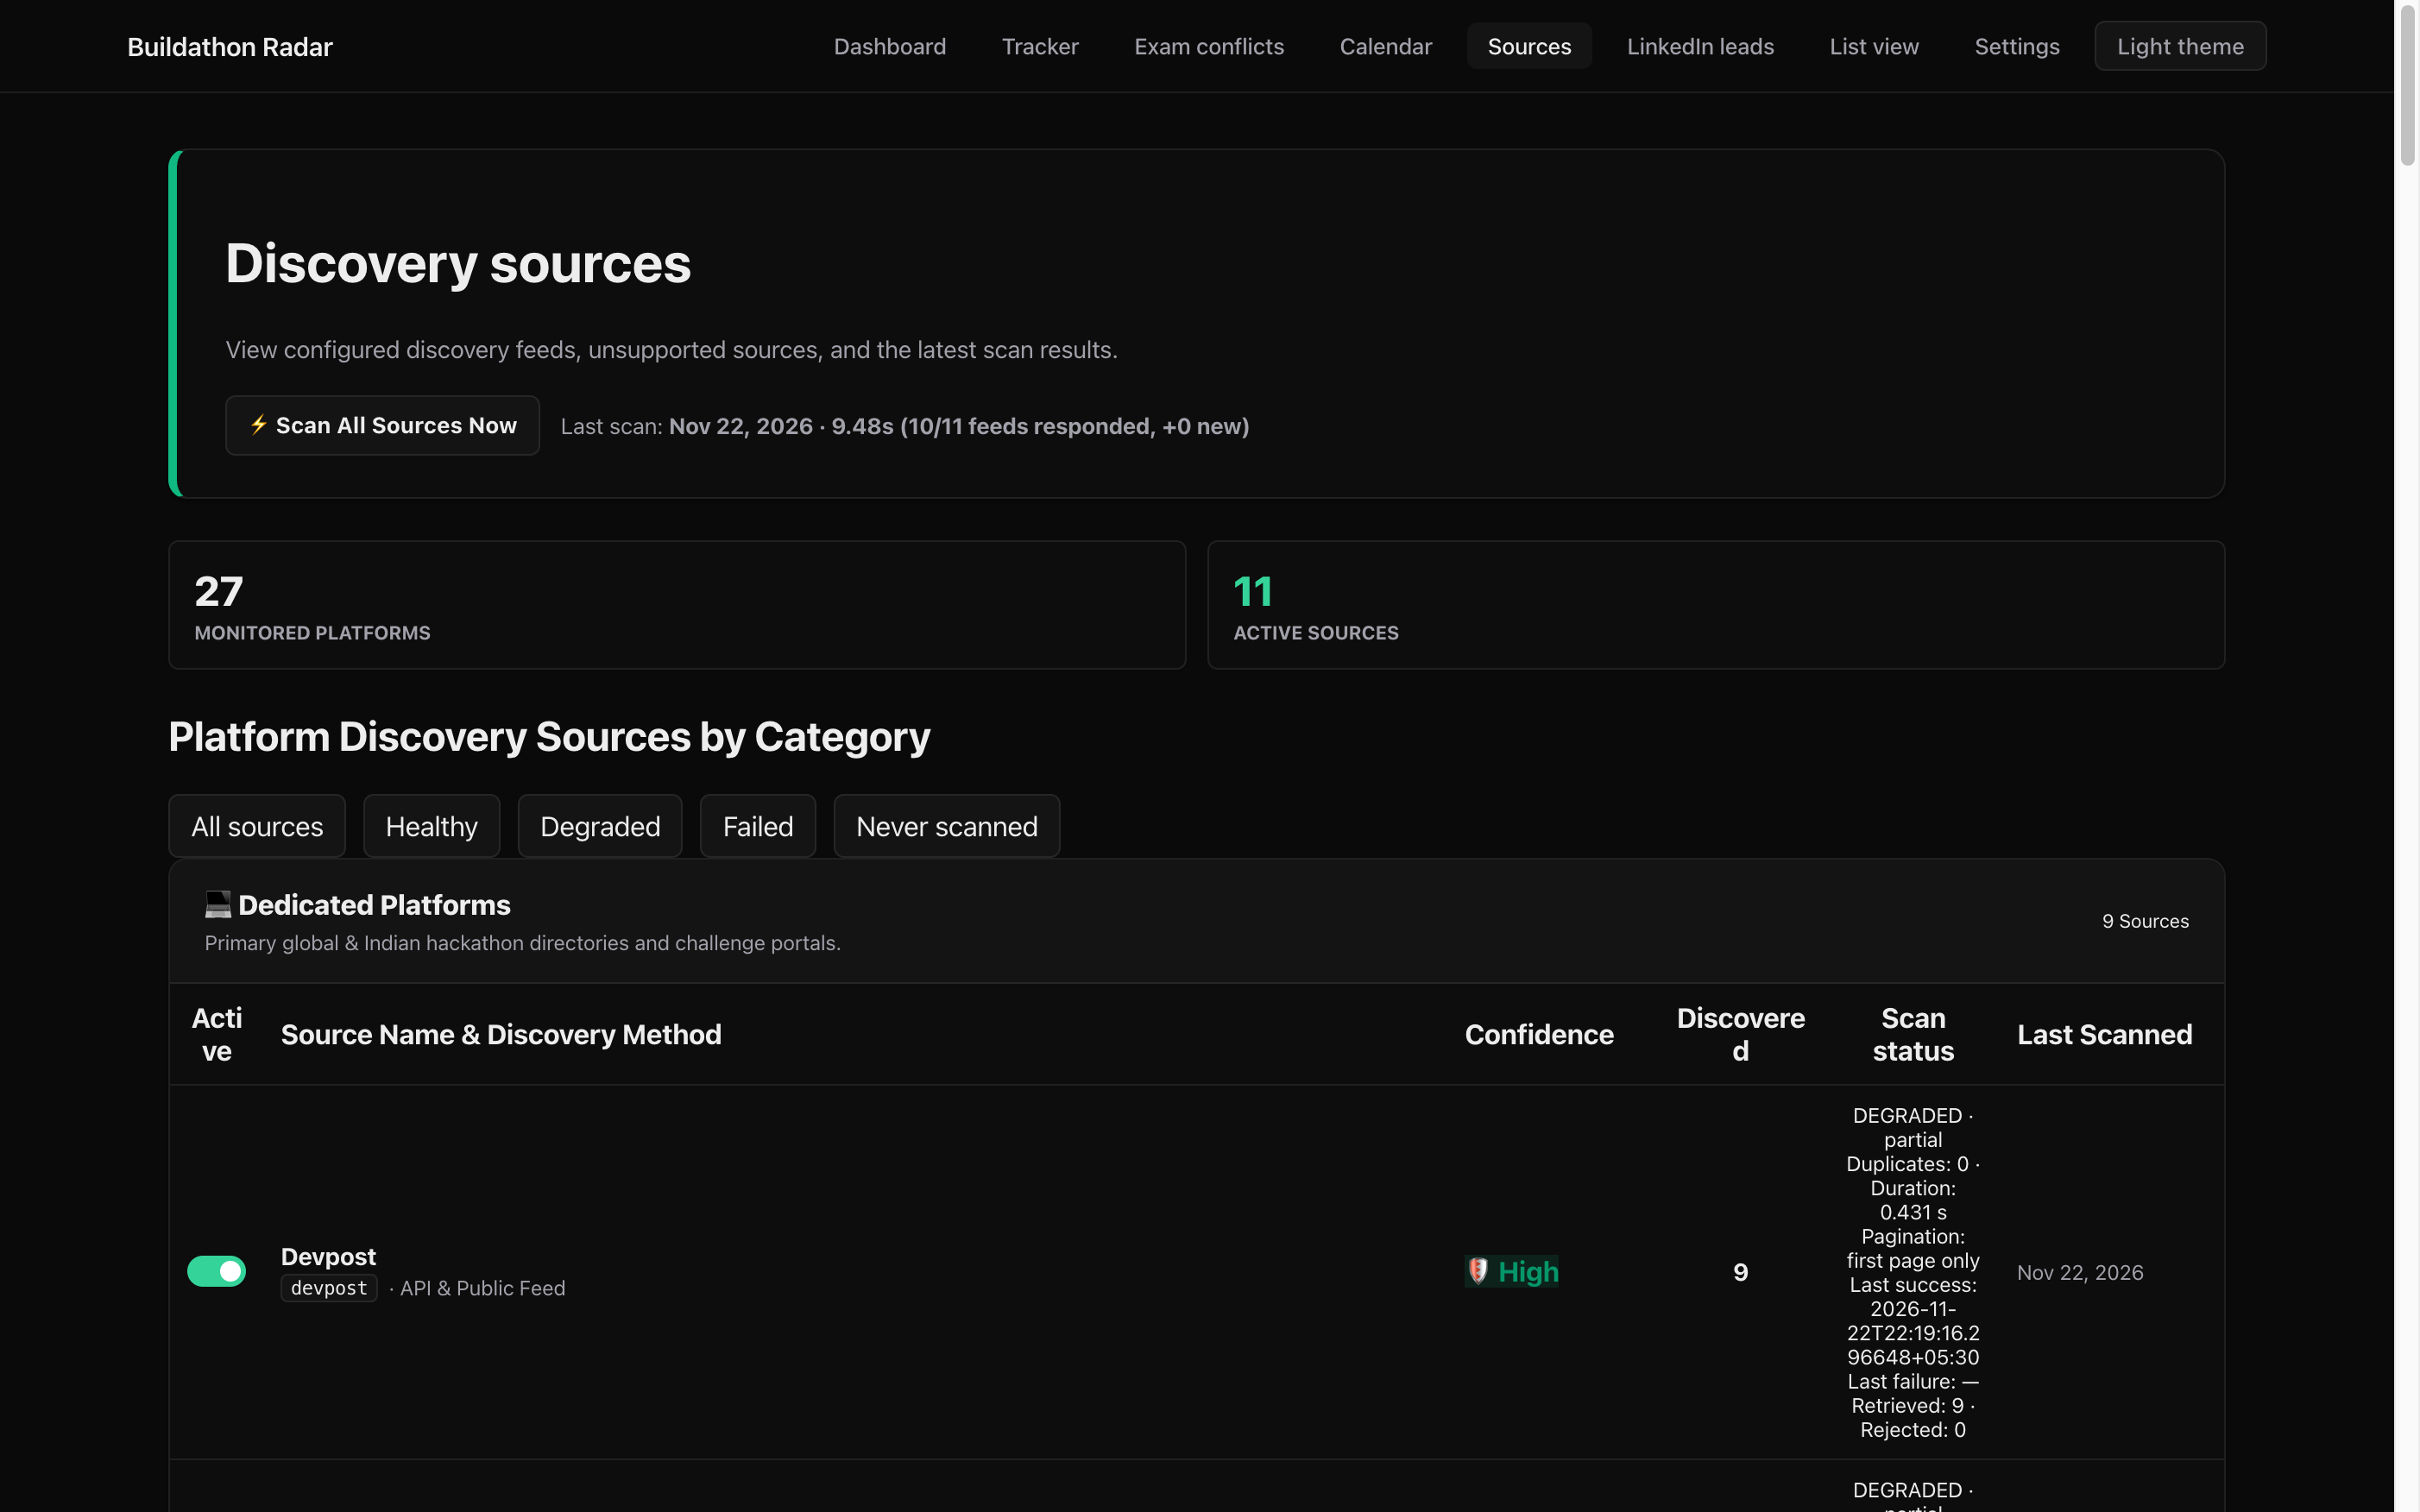 Buildathon Radar
Dashboard
Tracker
Exam conflicts
Calendar
Sources
LinkedIn leads
List view
Settings
Light theme
Discovery sources
View configured discovery feeds, unsupported sources, and the latest scan results.
⚡ Scan All Sources Now
Last scan: Nov 22, 2026 · 9.48s (10/11 feeds responded, +0 new)
27
MONITORED PLATFORMS
11
ACTIVE SOURCES
Platform Discovery Sources by Category
All sources
Healthy
Degraded
Failed
Never scanned
💻 Dedicated Platforms
Primary global & Indian hackathon directories and challenge portals.
9 Sources
Acti
ve
Source Name & Discovery Method
Confidence
Discovere
d
Scan
status
Last Scanned
Devpost
devpost · API & Public Feed
🛡️ High
9
DEGRADED ·
partial
Duplicates: 0 ·
Duration:
0.431 s
Pagination:
first page only
Last success:
2026-11-
22T22:19:16.2
96648+05:30
Last failure: —
Retrieved: 9 ·
Rejected: 0
Nov 22, 2026
DEGRADED ·